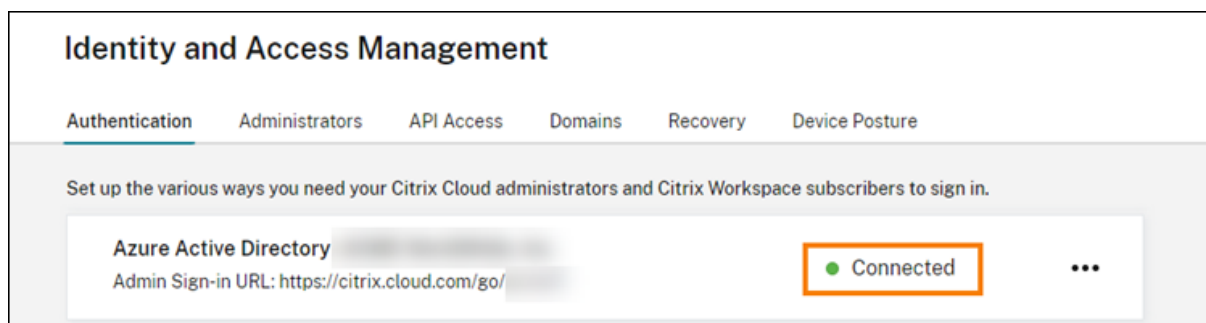 Identity and Access Management
Authentication Administrators API Access Domains Recovery Device Posture
Set up the various ways you need your Citrix Cloud administrators and Citrix Workspace subscribers to sign in.
Azure Active Directory
Connected
Admin Sign-in URL: https://citrix.cloud.com/go/